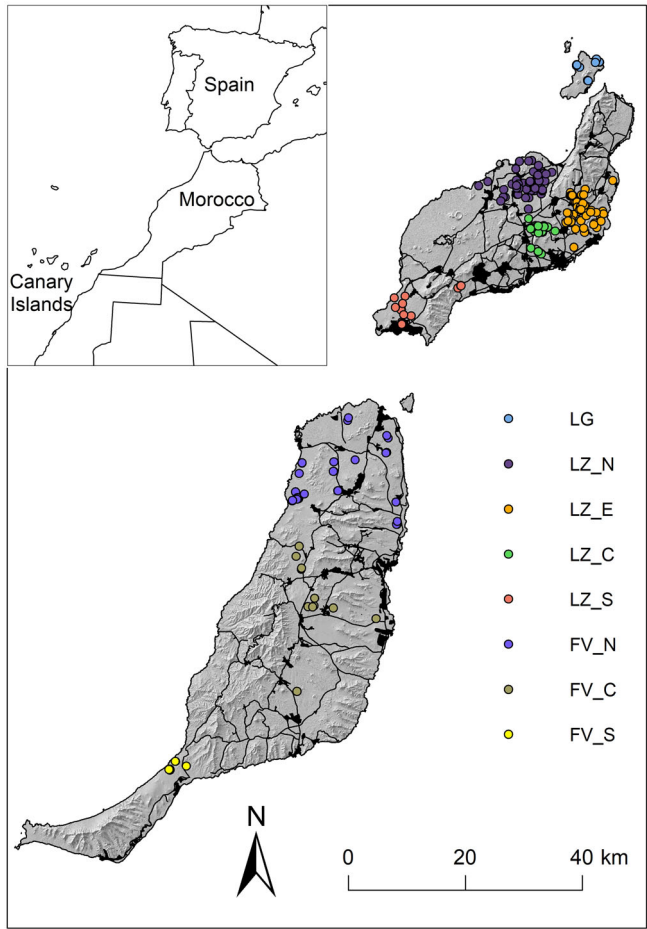 Spain
Morocco
Canary
Islands
LG
LZ_N
LZ_E
LZ_C
LZ_S
FV_N
FV_C
FV_S
N
0 20 40 km